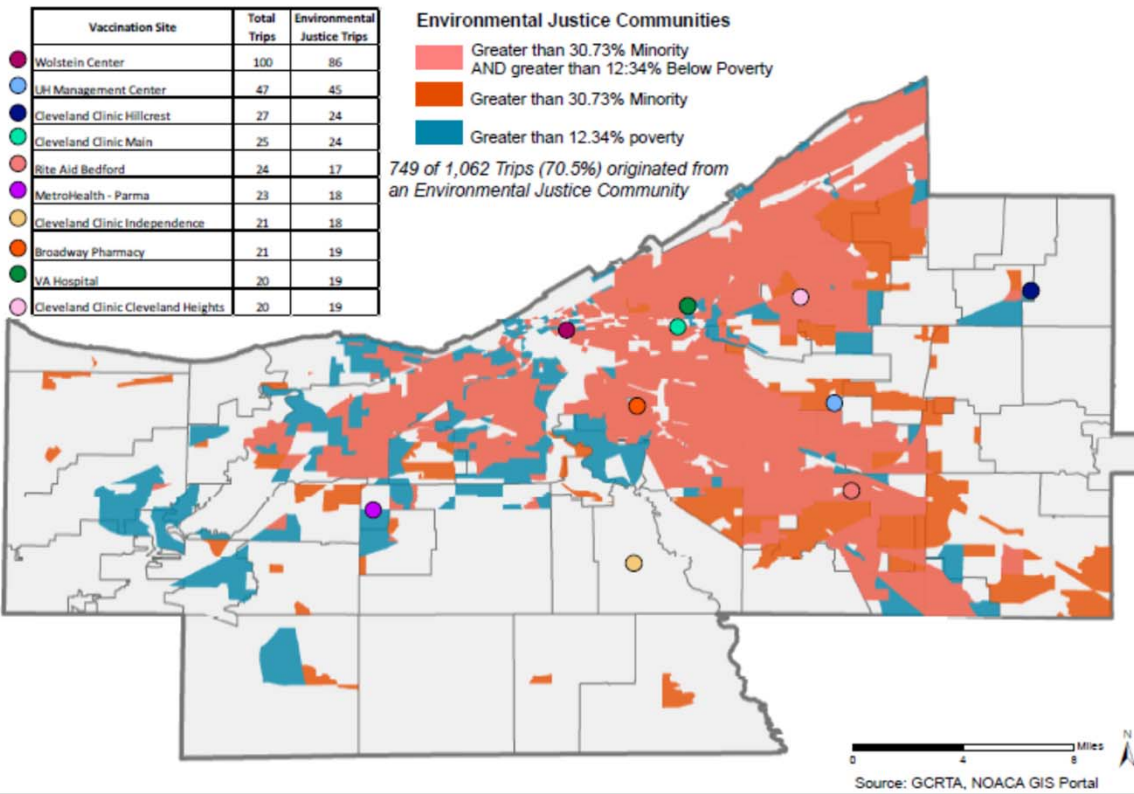 Vaccination Site Total Trips Environmental Justice Trips
Wolstein Center 100 86
UH Management Center 47 45
Cleveland Clinic Hillcrest 27 24
Cleveland Clinic Main 25 24
Rite Aid Bedford 24 17
MetroHealth - Parma 23 18
Cleveland Clinic Independence 21 18
Broadway Pharmacy 21 19
VA Hospital 20 19
Cleveland Clinic Cleveland Heights 20 19
Environmental Justice Communities
Greater than 30.73% Minority
AND greater than 12:34% Below Poverty
Greater than 30.73% Minority
Greater than 12.34% poverty
749 of 1,062 Trips (70.5%) originated from
an Environmental Justice Community
N
Miles
0 4 8
Source: GCRTA, NOACA GIS Portal